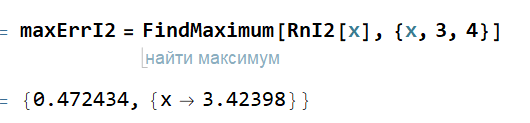 = maxErrI2 = FindMaximum[RnI2[x], {x, 3, 4}]
найти максимум
= {0.472434, {x → 3.42398}}